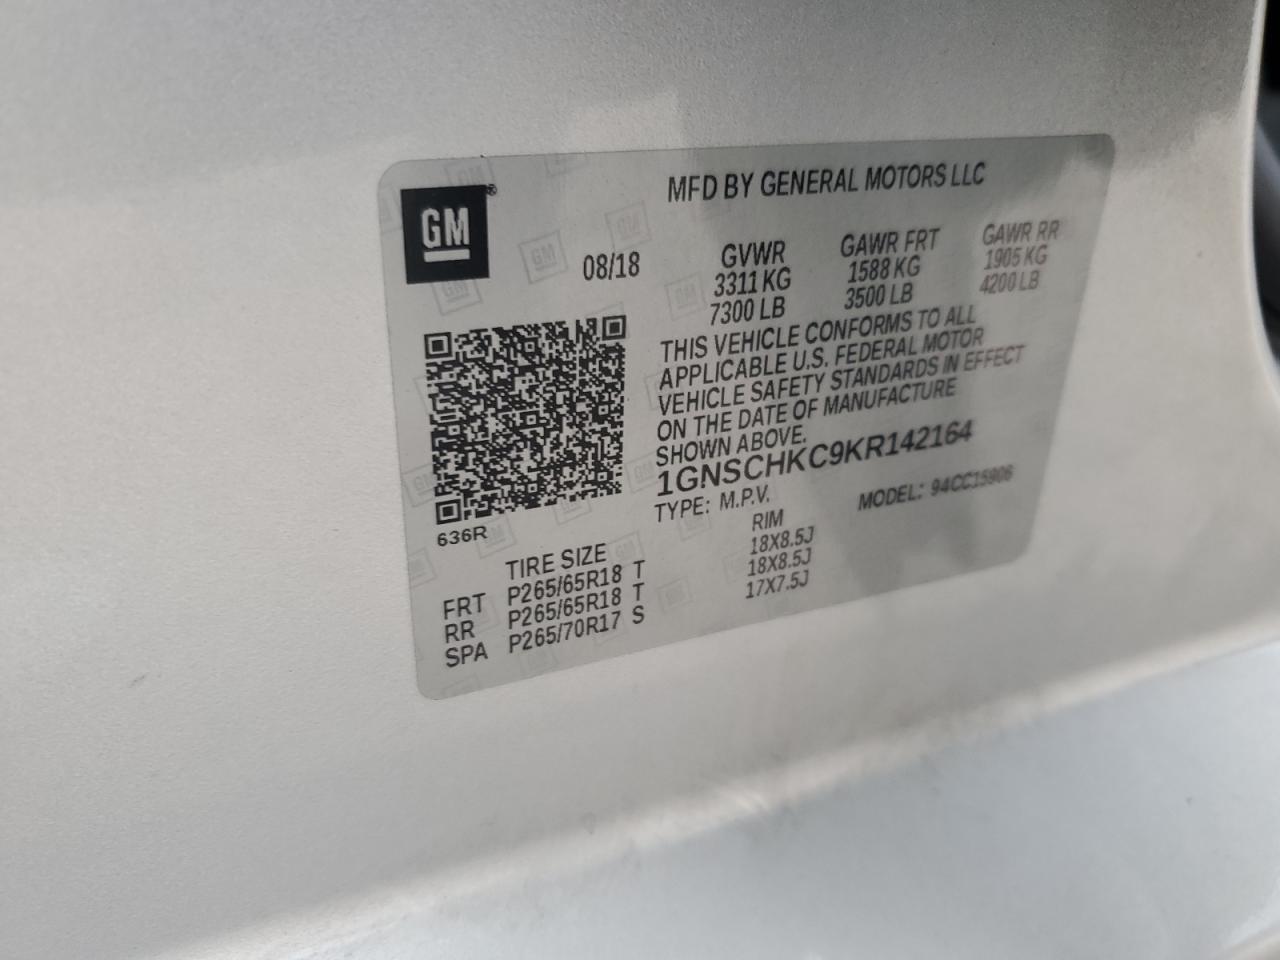 MFD BY GENERAL MOTORS LLC
GM®
08/18
GVWR GAWR FRT GAWR RR
3311 KG 1588 KG 1905 KG
7300 LB 3500 LB 4200 LB
THIS VEHICLE CONFORMS TO ALL
APPLICABLE U.S. FEDERAL MOTOR
VEHICLE SAFETY STANDARDS IN EFFECT
ON THE DATE OF MANUFACTURE
SHOWN ABOVE.
1GNSCHKC9KR142164
TYPE: M.P.V. MODEL: 94CC15906
636R
TIRE SIZE RIM
FRT P265/65R18 T 18X8.5J
RR P265/65R18 T 18X8.5J
SPA P265/70R17 S 17X7.5J